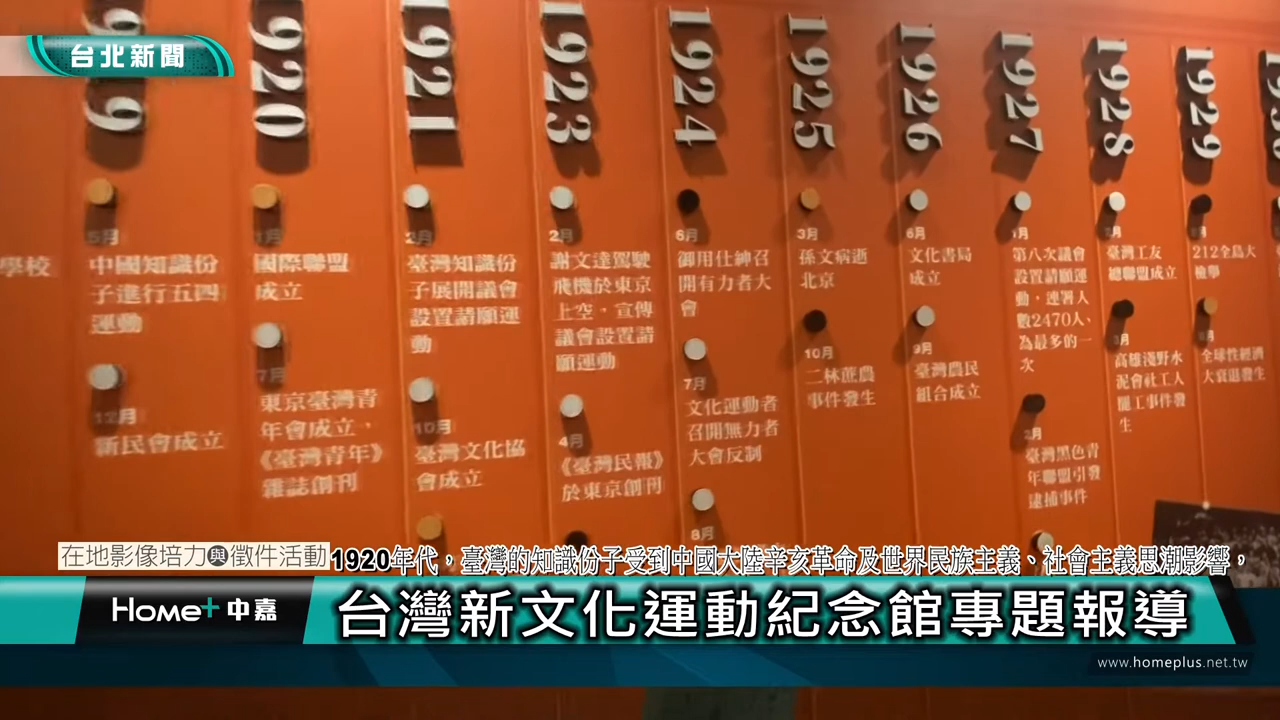 台北新聞
1920
1921
1923
1924
1925
1926
1927
1928
1929
學校
5月
中國知識份
子進行五四
運動
12月
新民會成立
1月
國際聯盟
成立
7月
東京臺灣青
年會成立、
《臺灣青年》
雜誌創刊
2月
臺灣知識份
子展開議會
設置請願運
動
10月
臺灣文化協
會成立
2月
謝文達駕駛
飛機於東京
上空,宣傳
議會設置請
願運動
4月
《臺灣民報》
於東京創刊
6月
御用仕紳召
開有力者大
會
7月
文化運動者
召開無力者
大會反制
8月
3月
孫文病逝
北京
10月
二林蔗農
事件發生
6月
文化書局
成立
9月
臺灣農民
組合成立
1月
第八次議會
設置請願運
動,連署人
數2470人、
為最多的一
次
2月
臺灣黑色青
年聯盟引發
逮捕事件
臺灣工友
總聯盟成立
高雄淺野水
泥會社工人
罷工事件發
生
212全島大
檢舉
全球性經濟
大衰退發生
在地影像培力與徵件活動
1920年代,臺灣的知識份子受到中國大陸辛亥革命及世界民族主義、社會主義思潮影響,
Home+中嘉
台灣新文化運動紀念館專題報導
www.homeplus.net.tw